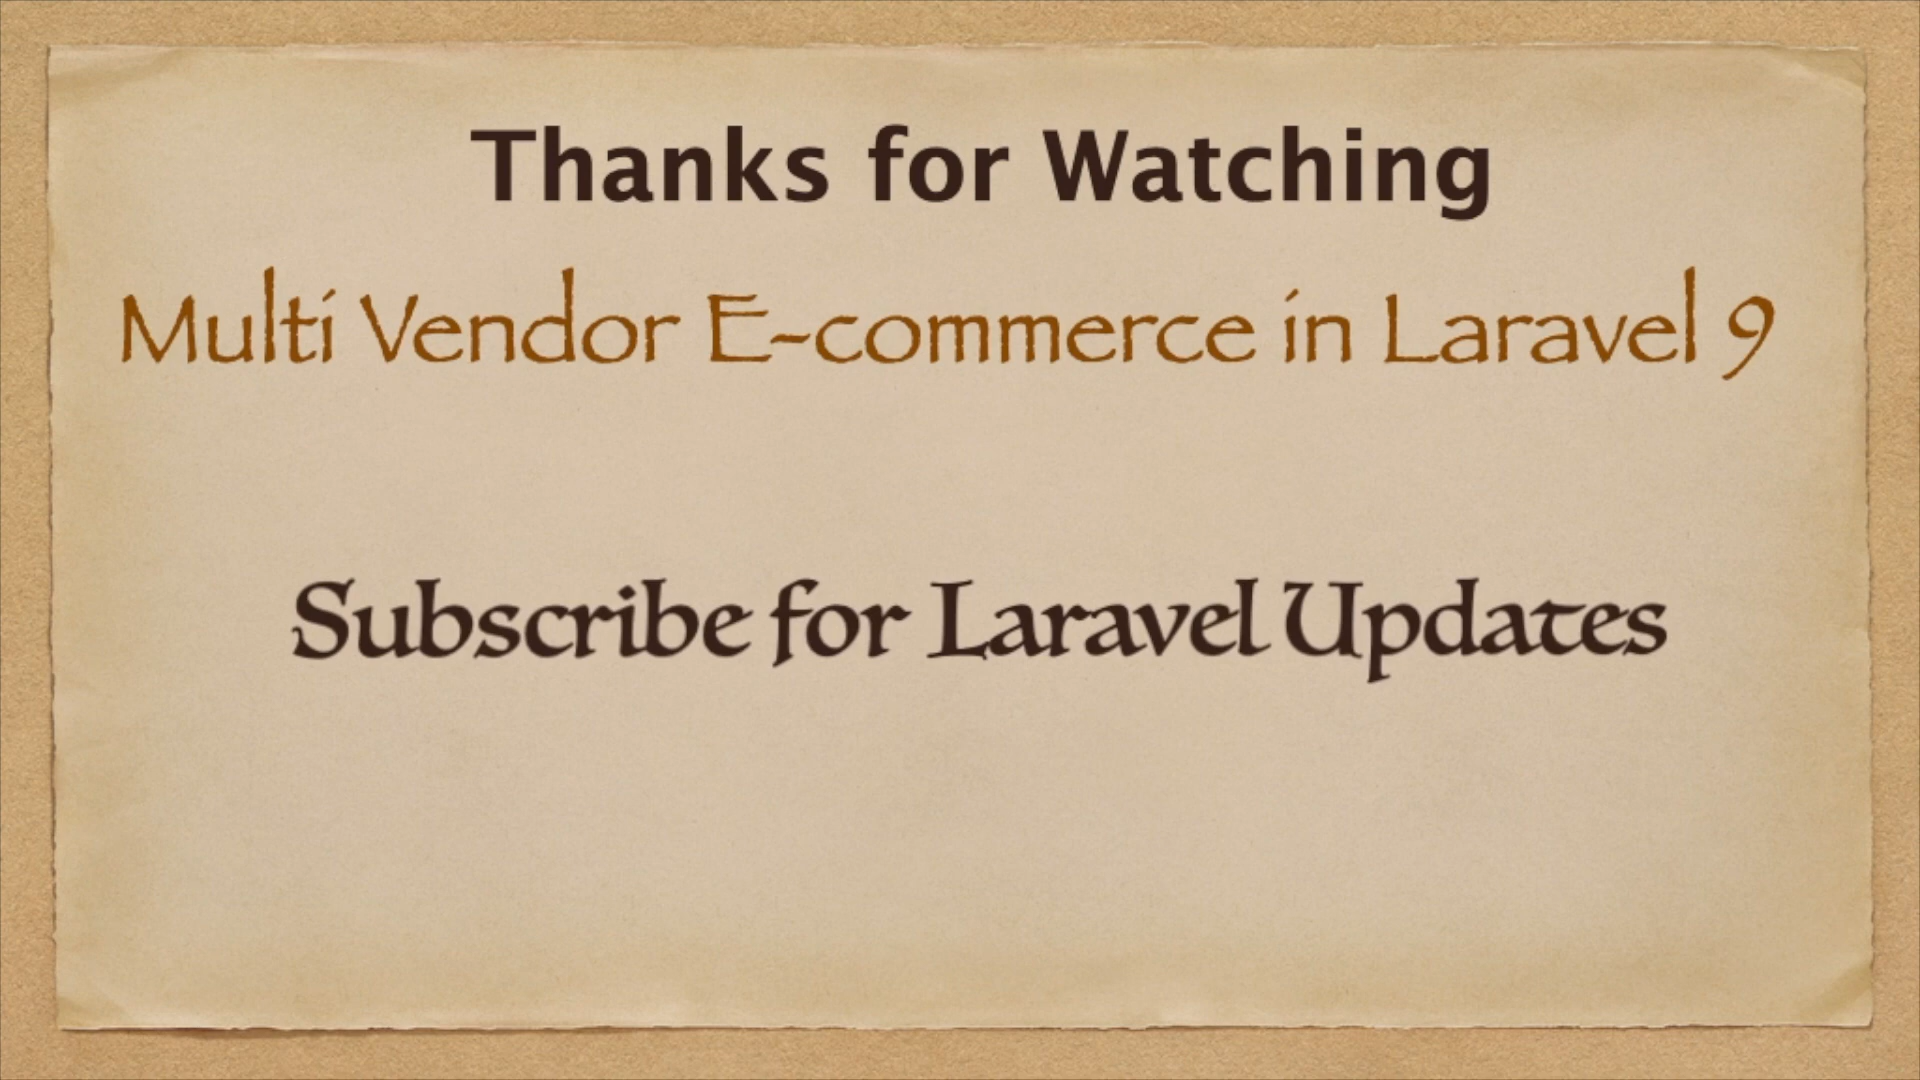 Thanks for Watching
Multi Vendor E-commerce in Laravel 9
Subscribe for Laravel Updates